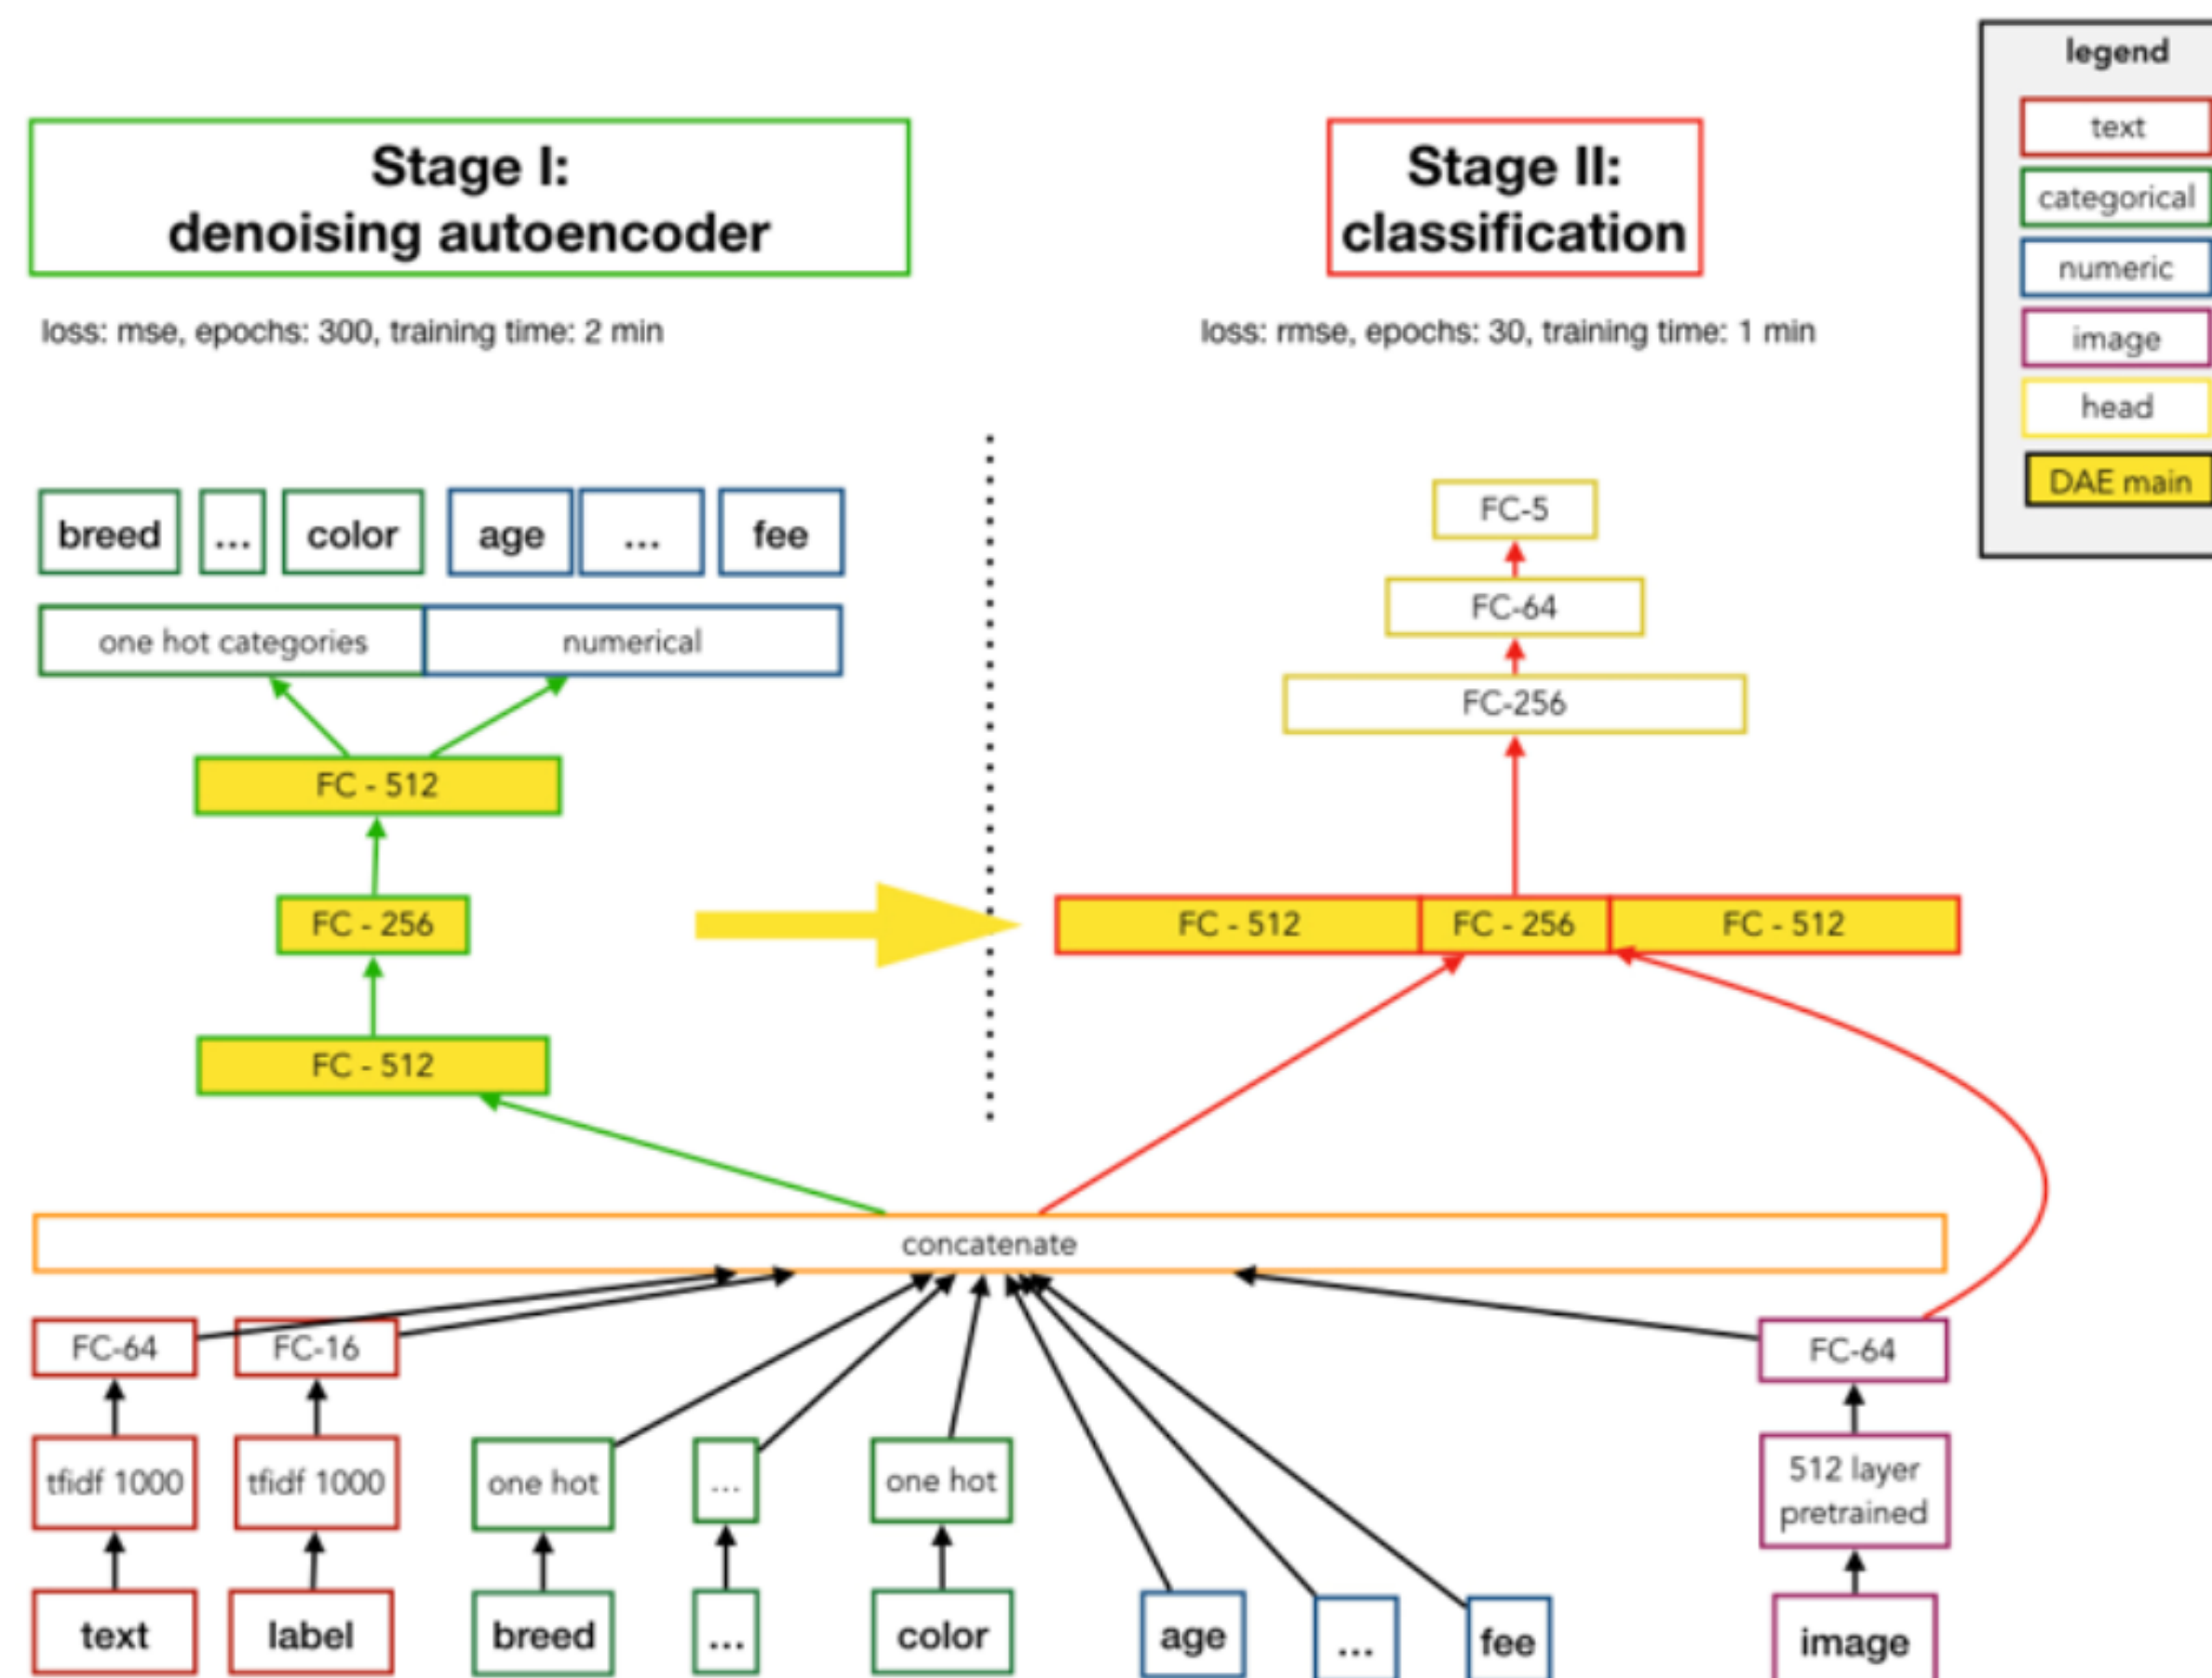 legend
text
categorical
numeric
image
head
DAE main
Stage I:
denoising autoencoder
loss: mse, epochs: 300, training time: 2 min
Stage II:
classification
loss: rmse, epochs: 30, training time: 1 min
breed
...
color
age
...
fee
one hot categories
numerical
FC - 512
FC - 256
FC - 512
FC-5
FC-64
FC-256
FC - 512
FC - 256
FC - 512
concatenate
FC-64
FC-16
FC-64
tfidf 1000
tfidf 1000
one hot
...
one hot
512 layer
pretrained
text
label
breed
...
color
age
...
fee
image